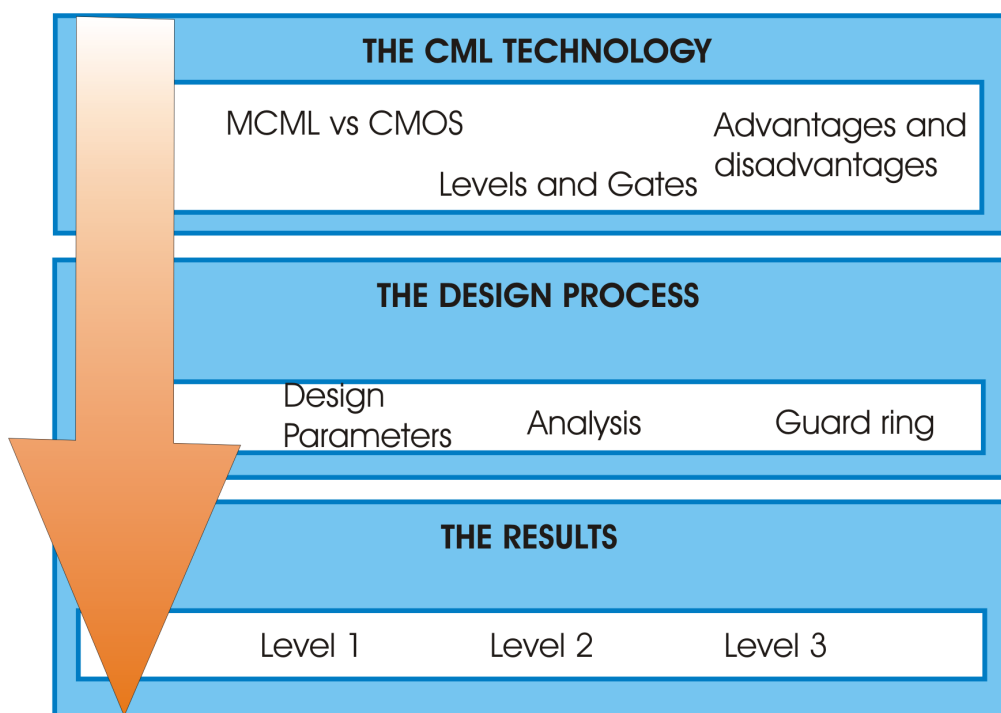 THE CML TECHNOLOGY
MCML vs CMOS
Levels and Gates
Advantages and
disadvantages
THE DESIGN PROCESS
Design
Parameters
Analysis
Guard ring
THE RESULTS
Level 1
Level 2
Level 3